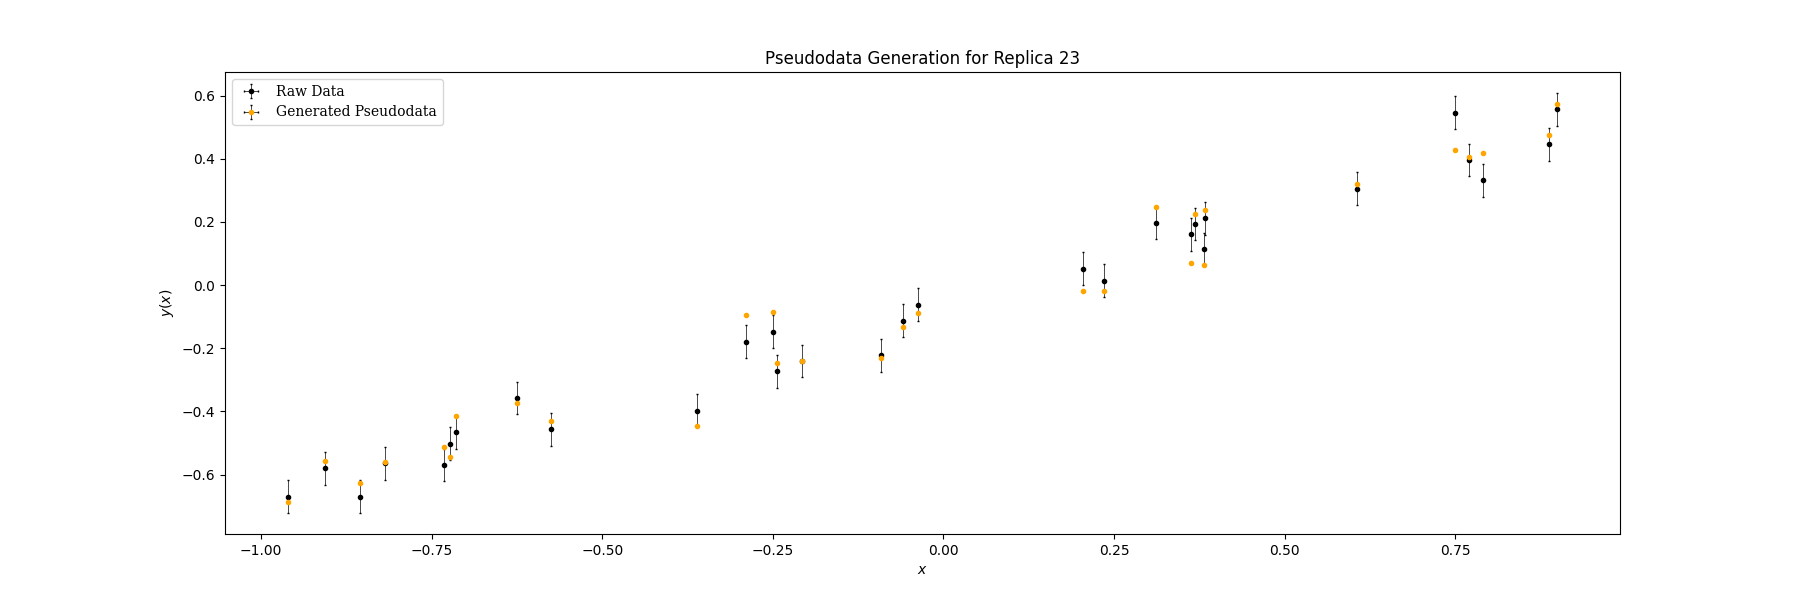 Pseudodata Generation for Replica 23
Raw Data
Generated Pseudodata
0.6
0.4
0.2
0.0
−0.2
−0.4
−0.6
y(x)
−1.00 −0.75 −0.50 −0.25 0.00 0.25 0.50 0.75
x